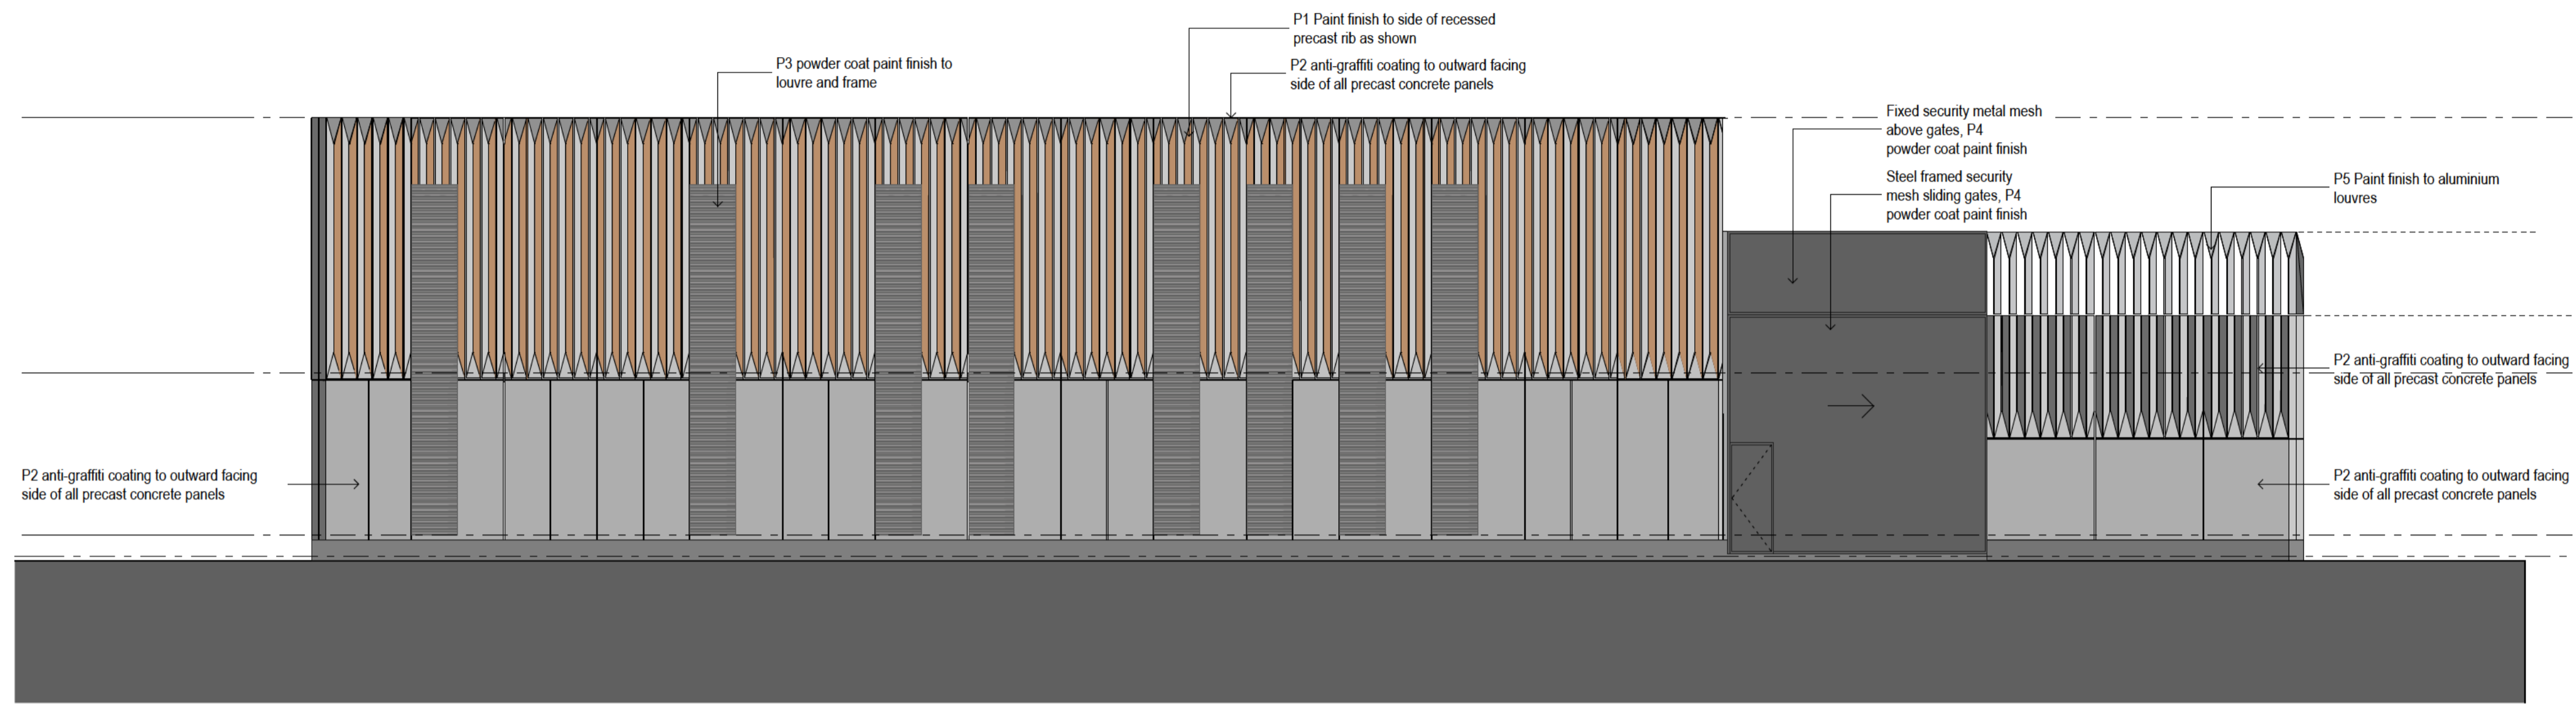 P1 Paint finish to side of recessed
precast rib as shown
P3 powder coat paint finish to
louvre and frame
P2 anti-graffiti coating to outward facing
side of all precast concrete panels
Fixed security metal mesh
above gates, P4
powder coat paint finish
Steel framed security
mesh sliding gates, P4
powder coat paint finish
P5 Paint finish to aluminium
louvres
P2 anti-graffiti coating to outward facing
side of all precast concrete panels
P2 anti-graffiti coating to outward facing
side of all precast concrete panels
P2 anti-graffiti coating to outward facing
side of all precast concrete panels